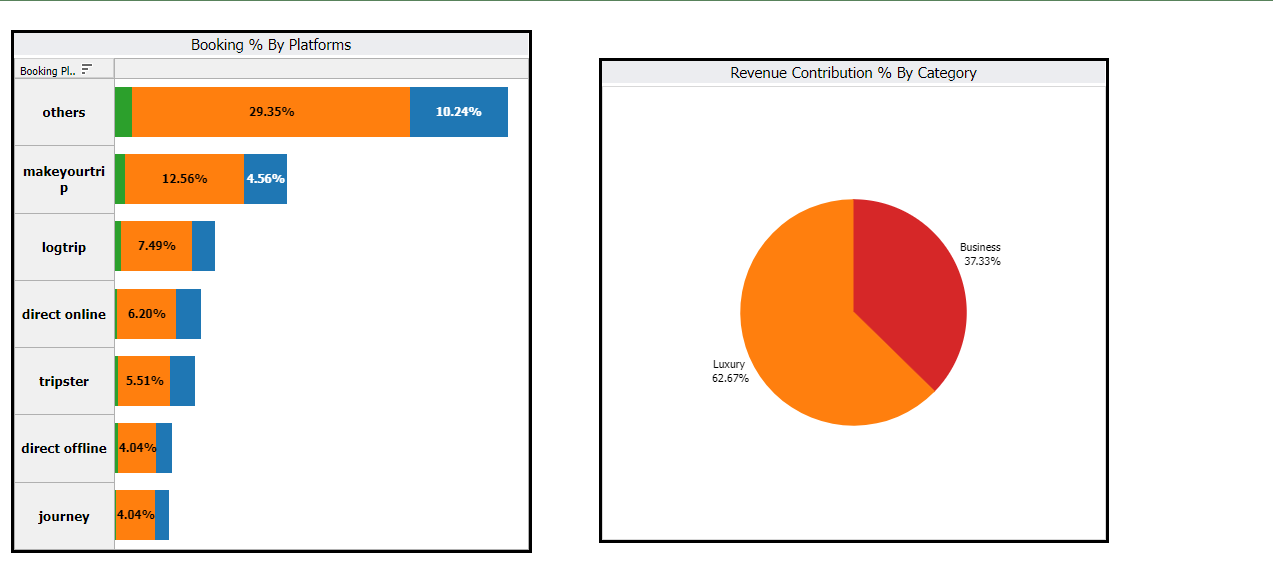 Booking % By Platforms
Booking Pl..
others
29.35%
10.24%
makeyourtri
p
12.56%
4.56%
logtrip
7.49%
direct online
6.20%
tripster
5.51%
direct offline
4.04%
journey
4.04%
Revenue Contribution % By Category
Business
37.33%
Luxury
62.67%